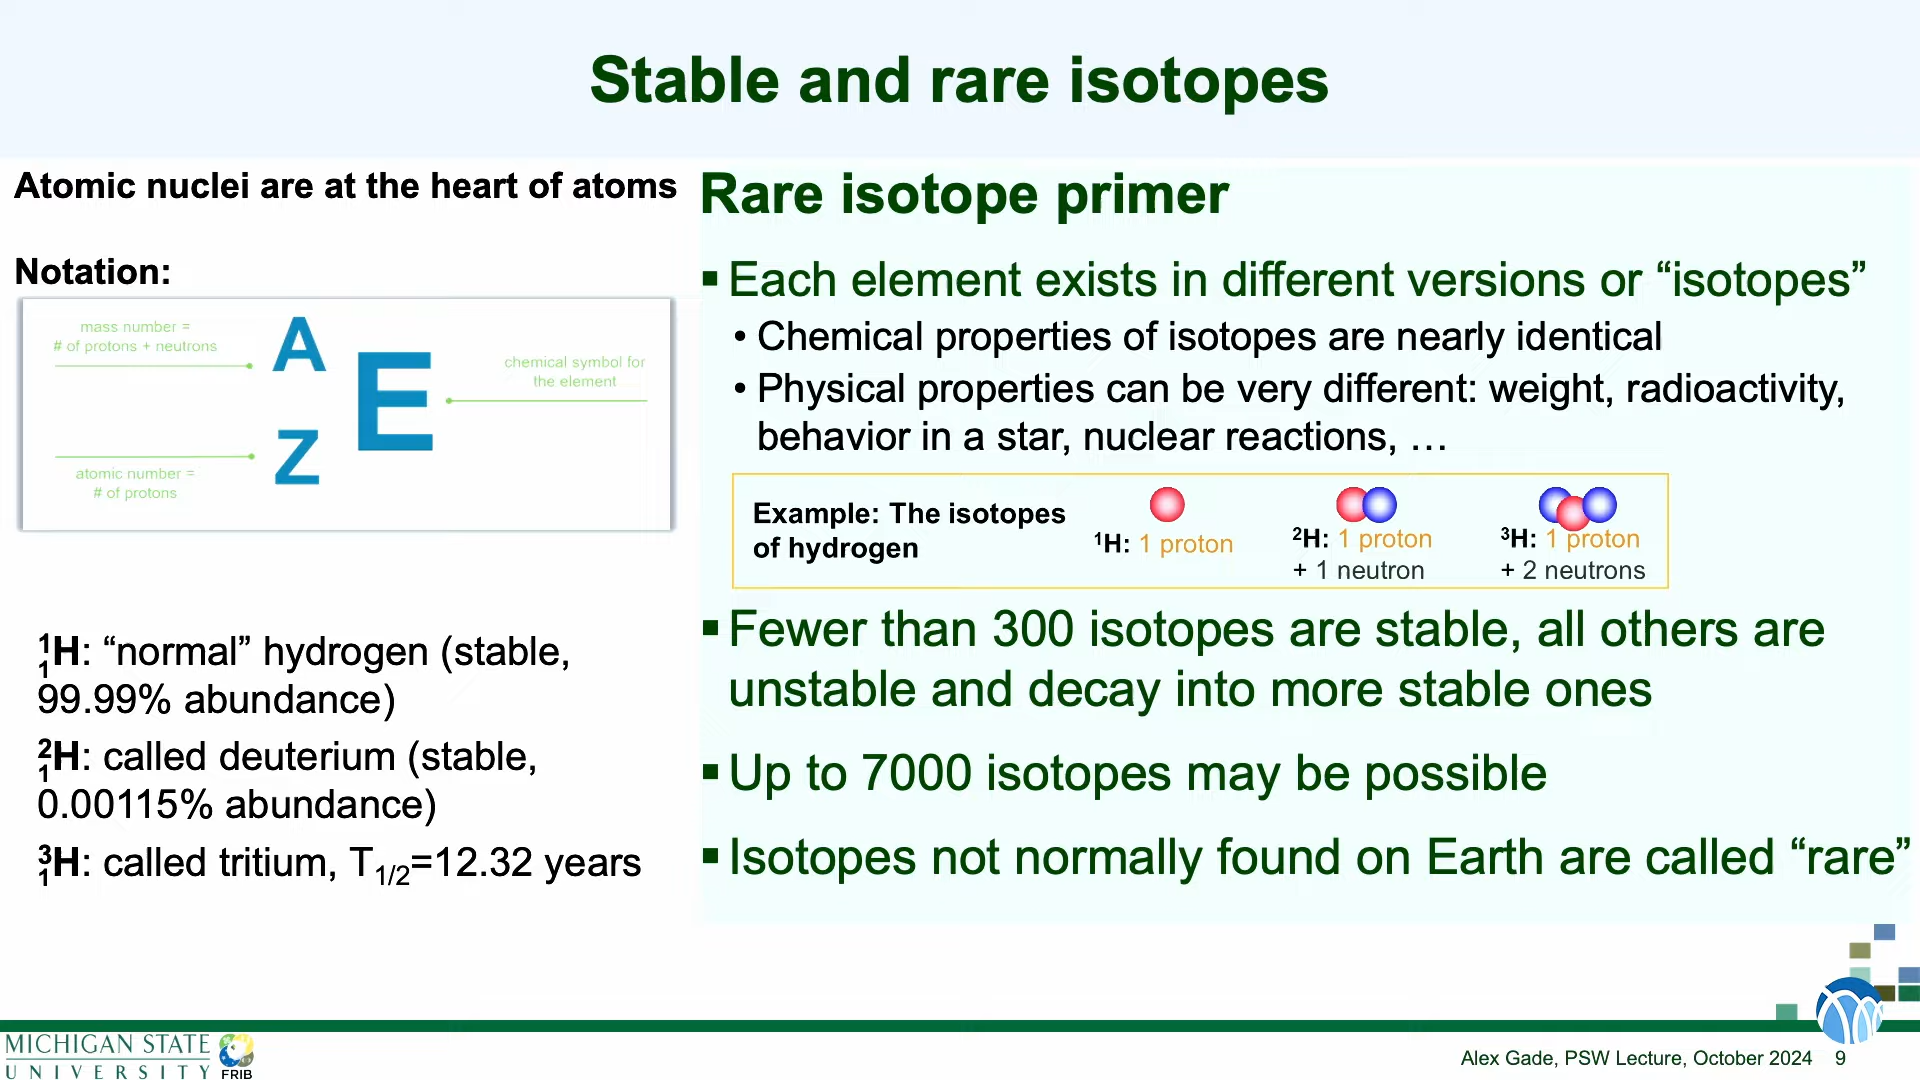 Stable and rare isotopes
Atomic nuclei are at the heart of atoms
Notation:
mass number =
# of protons + neutrons
A
E
chemical symbol for
the element
Z
atomic number =
# of protons
¹₁H: “normal” hydrogen (stable,
99.99% abundance)
²₁H: called deuterium (stable,
0.00115% abundance)
³₁H: called tritium, T₁/₂=12.32 years
Rare isotope primer
▪ Each element exists in different versions or “isotopes”
• Chemical properties of isotopes are nearly identical
• Physical properties can be very different: weight, radioactivity,
behavior in a star, nuclear reactions, …
Example: The isotopes
of hydrogen
¹H: 1 proton
²H: 1 proton
+ 1 neutron
³H: 1 proton
+ 2 neutrons
▪ Fewer than 300 isotopes are stable, all others are
unstable and decay into more stable ones
▪ Up to 7000 isotopes may be possible
▪ Isotopes not normally found on Earth are called “rare”
MICHIGAN STATE
UNIVERSITY
FRIB
Alex Gade, PSW Lecture, October 2024 9